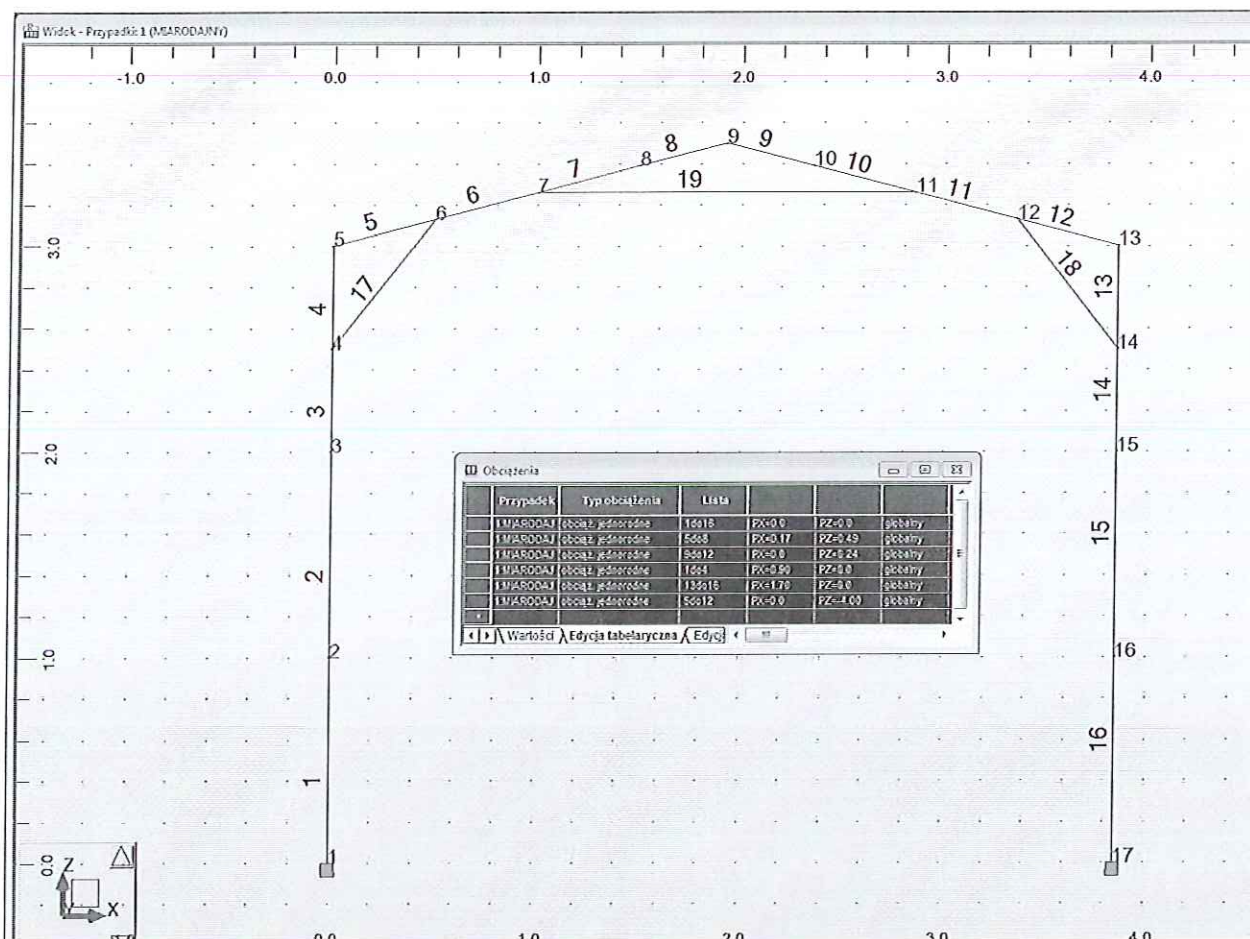 Widok - Przypadki: 1 (MIARODAJNY)
-1.0 0.0 1.0 2.0 3.0 4.0
9 9
8 8 10 10
7 7 19 11 11
6 6 12 12
5 5 13
3.0
17 18
4 13
4 14
3 14
3 15
2.0
Obciążenia
Przypadek Typ obciążenia Lista
1:MIARODAJ obciąż. jednorodne 1do16 PX=0.0 PZ=0.0 globalny
1:MIARODAJ obciąż. jednorodne 5do8 PX=0.17 PZ=0.49 globalny
1:MIARODAJ obciąż. jednorodne 9do12 PX=0.0 PZ=0.24 globalny
1:MIARODAJ obciąż. jednorodne 1do4 PX=0.90 PZ=0.0 globalny
1:MIARODAJ obciąż. jednorodne 13do16 PX=1.70 PZ=0.0 globalny
1:MIARODAJ obciąż. jednorodne 5do12 PX=0.0 PZ=-4.00 globalny
Wartości Edycja tabelaryczna Edycj
2 15
2 16
1.0
1 16
0.0
1 17
Z
Y X
0.0 1.0 2.0 3.0 4.0